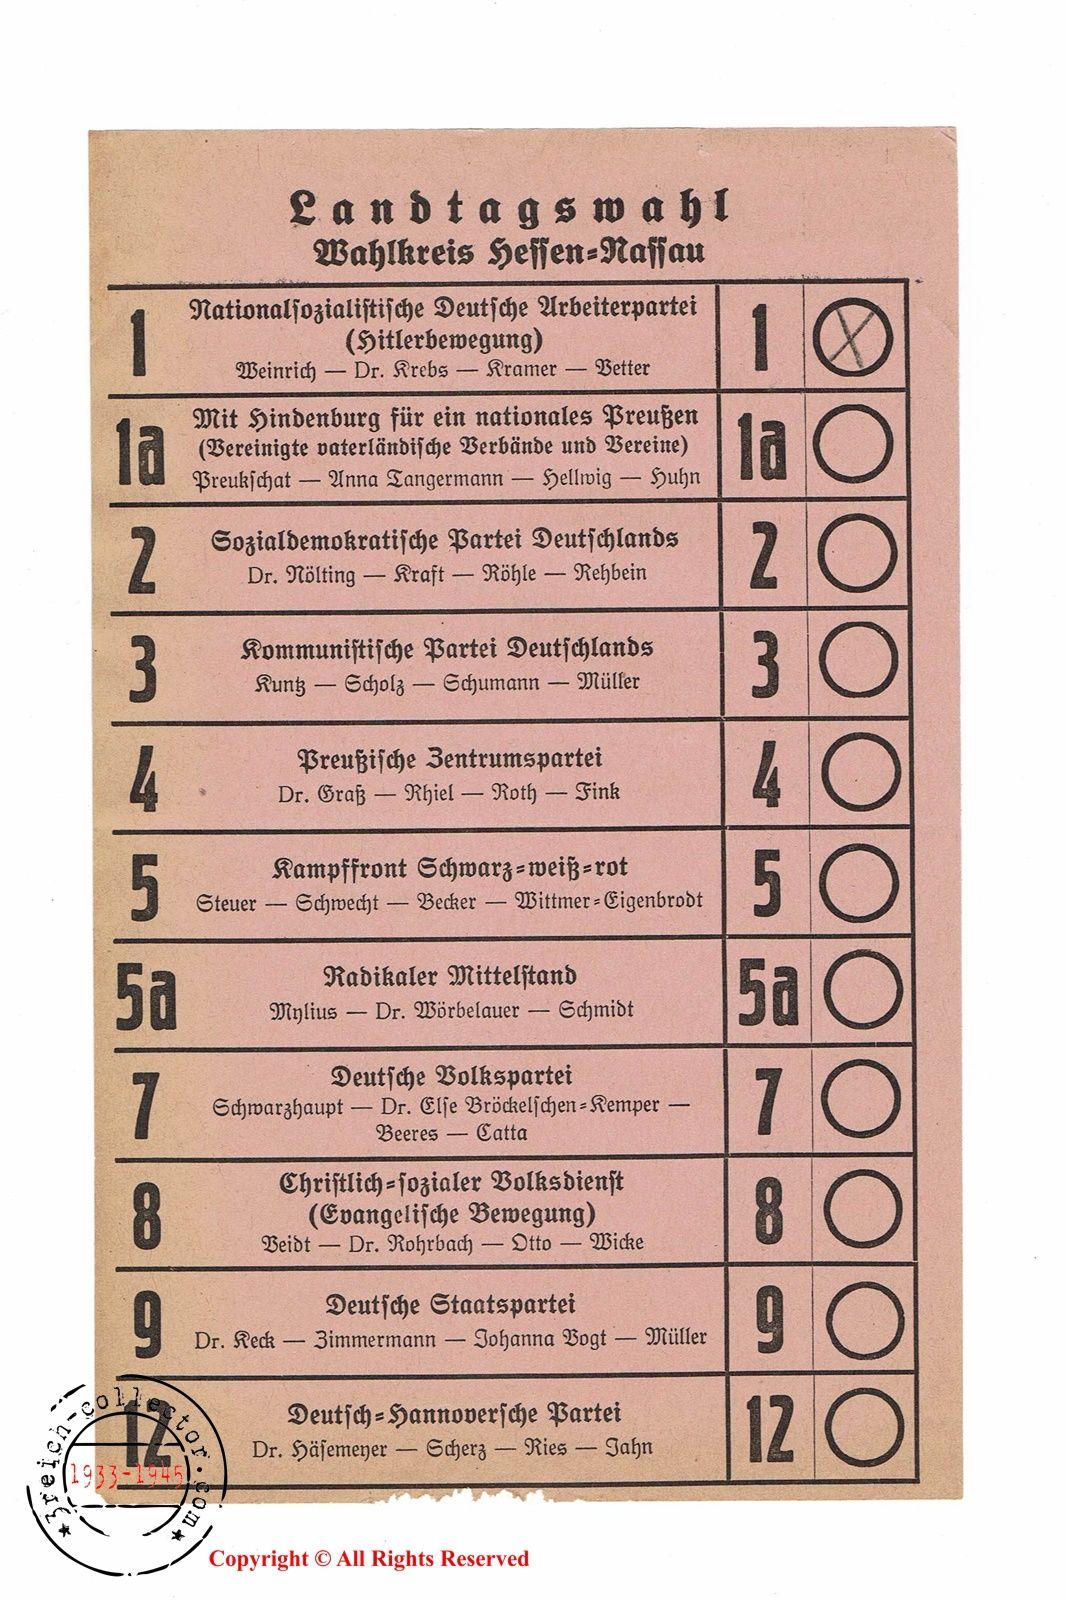 Landtagswahl
Wahlkreis Hessen=Nassau
1 Nationalsozialistische Deutsche Arbeiterpartei 1
(Hitlerbewegung)
Weinrich — Dr. Krebs — Kramer — Vetter
1a Mit Hindenburg für ein nationales Preußen 1a
(Vereinigte vaterländische Verbände und Vereine)
Preukschat — Anna Tangermann — Hellwig — Huhn
2 Sozialdemokratische Partei Deutschlands 2
Dr. Nölting — Kraft — Röhle — Rehbein
3 Kommunistische Partei Deutschlands 3
Kuntz — Scholz — Schumann — Müller
4 Preußische Zentrumspartei 4
Dr. Graß — Rhiel — Roth — Fink
5 Kampffront Schwarz=weiß=rot 5
Steuer — Schwecht — Becker — Wittmer=Eigenbrodt
5a Radikaler Mittelstand 5a
Mylius — Dr. Wörbelauer — Schmidt
7 Deutsche Volkspartei 7
Schwarzhaupt — Dr. Else Bröckelschen=Kemper —
Beeres — Catta
8 Christlich=sozialer Volksdienst 8
(Evangelische Bewegung)
Veidt — Dr. Rohrbach — Otto — Wicke
9 Deutsche Staatspartei 9
Dr. Keck — Zimmermann — Johanna Vogt — Müller
12 Deutsch=Hannoversche Partei 12
Dr. Häsemeyer — Scherz — Ries — Jahn
★ 3reich-collector.com ★
1933-1945
Copyright © All Rights Reserved